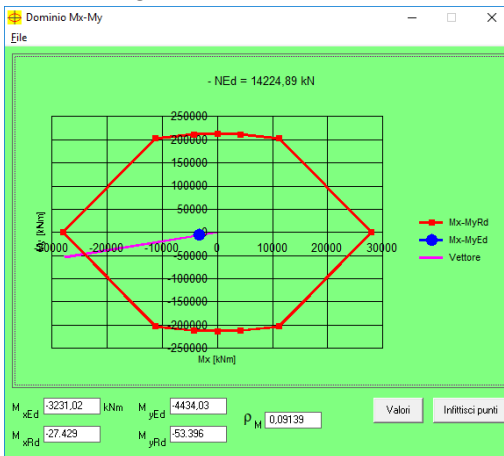 Dominio Mx-My
File
- NEd = 14224,89 kN
250000
200000
150000
100000
50000
0
-50000
-100000
-150000
-200000
-250000
-20000
-10000
0
10000
20000
30000
Mx [kNm]
[kNm]
Mx-MyRd
Mx-MyEd
Vettore
M xEd -3231,02 kNm M yEd -4434,03 ρ M 0,09139 Valori Infittisci punti
M xRd -27.429 M yRd -53.396